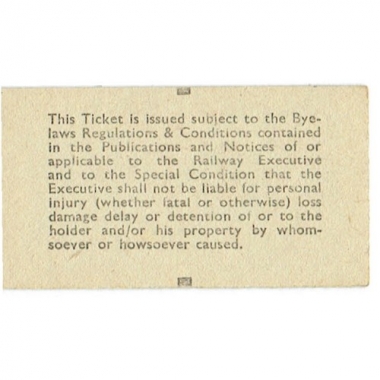 This Ticket is issued subject to the Bye-
laws Regulations & Conditions contained
in the Publications and Notices of or
applicable to the Railway Executive
and to the Special Condition that the
Executive shall not be liable for personal
injury (whether fatal or otherwise) loss
damage delay or detention of or to the
holder and/or his property by whom-
soever or howsoever caused.